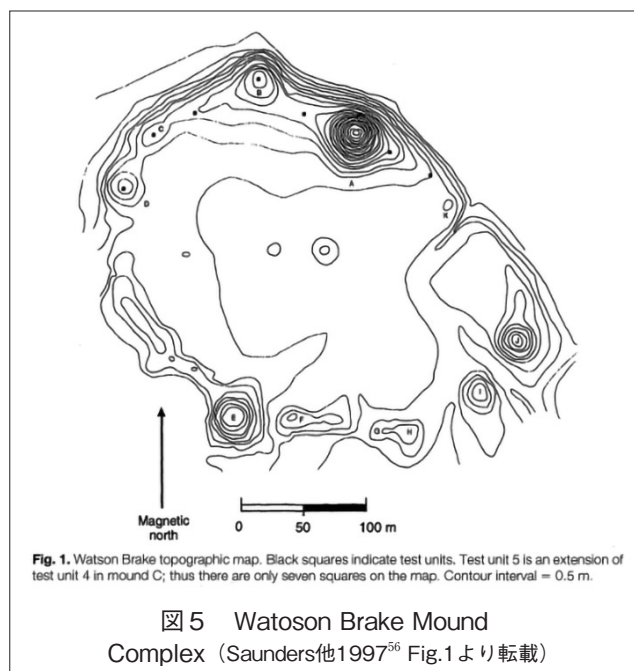 B
C
A
D
K
J
I
E
F
G
H
Magnetic
north
0
50
100 m
Fig. 1. Watson Brake topographic map. Black squares indicate test units. Test unit 5 is an extension of
test unit 4 in mound C; thus there are only seven squares on the map. Contour interval = 0.5 m.
図5 Watoson Brake Mound
Complex（Saunders他1997⁵⁶ Fig.1より転載）